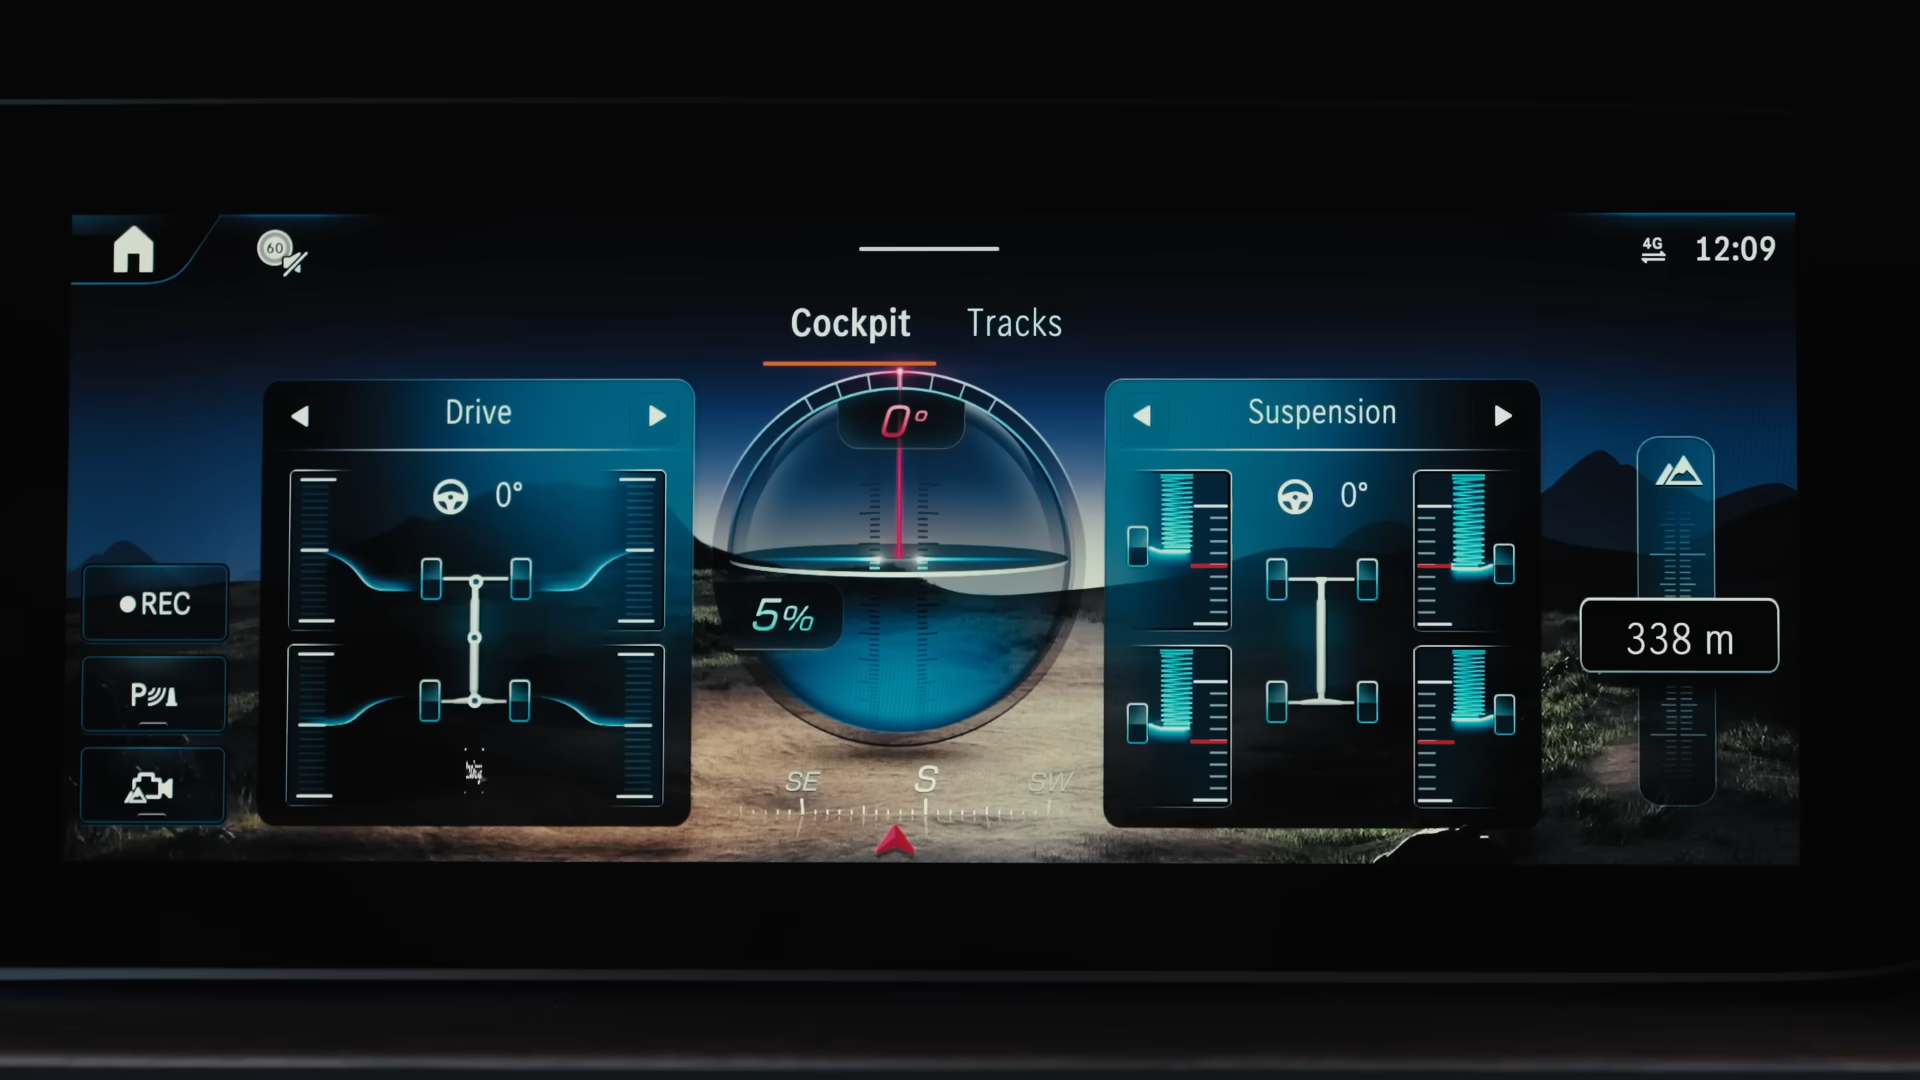 60
4G
12:09
Cockpit
Tracks
Drive
0°
Suspension
0°
0°
5%
REC
P
338 m
SE
S
SW